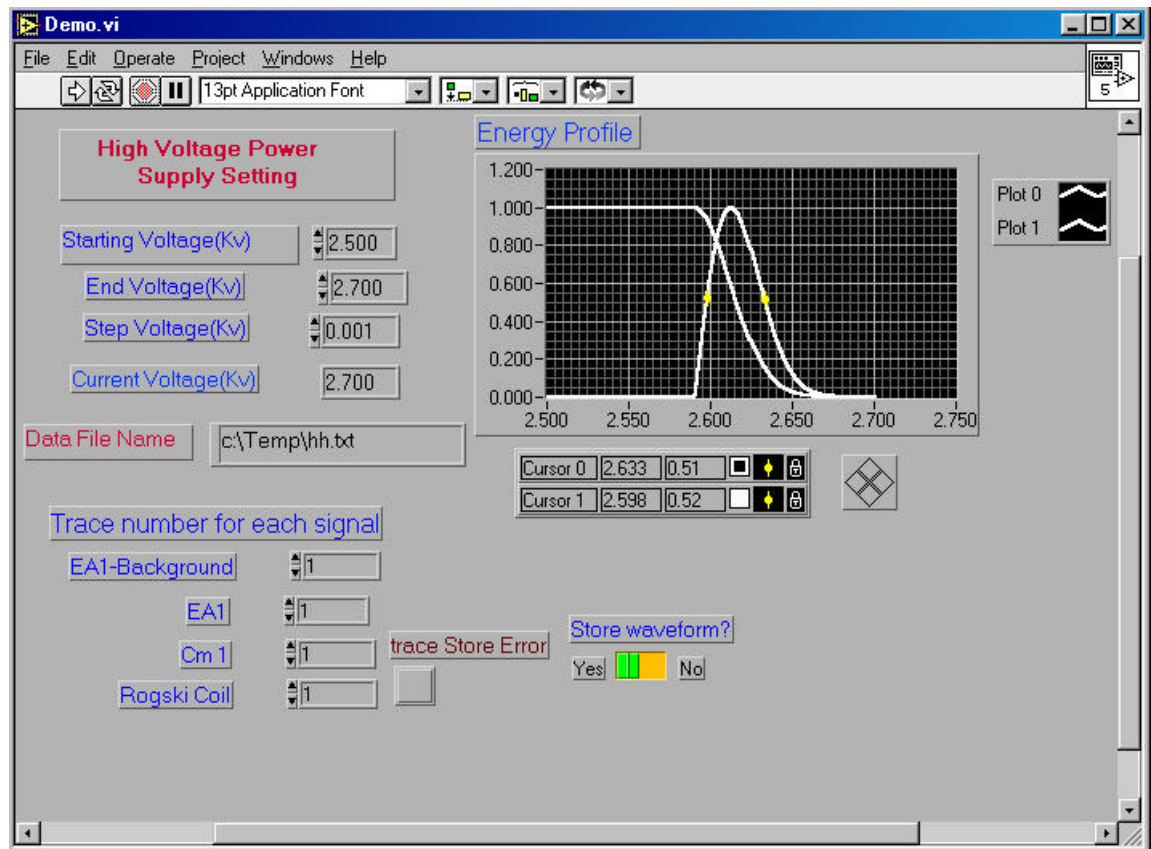 Demo.vi
File Edit Operate Project Windows Help
13pt Application Font
5
High Voltage Power
Supply Setting
Starting Voltage(Kv) 2.500
End Voltage(Kv) 2.700
Step Voltage(Kv) 0.001
Current Voltage(Kv) 2.700
Data File Name c:\Temp\hh.txt
Energy Profile
1.200
1.000
0.800
0.600
0.400
0.200
0.000
2.500 2.550 2.600 2.650 2.700 2.750
Plot 0
Plot 1
Cursor 0 2.633 0.51
Cursor 1 2.598 0.52
Trace number for each signal
EA1-Background 1
EA1 1
Cm 1 1
Rogski Coil 1
trace Store Error
Store waveform?
Yes No